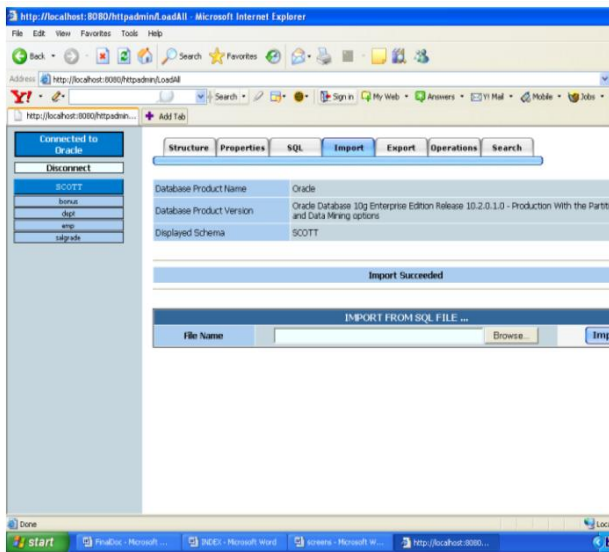 http://localhost:8080/httpadmin/LoadAll - Microsoft Internet Explorer
File Edit View Favorites Tools Help
Back Search Favorites
Address http://localhost:8080/httpadmin/LoadAll
Y! Search Sign in My Web Answers Y! Mail Mobile Jobs
http://localhost:8080/httpadmin... Add Tab
Connected to
Oracle
Disconnect
SCOTT
bonus
dept
emp
salgrade
Structure Properties SQL Import Export Operations Search
Database Product Name Oracle
Database Product Version Oracle Database 10g Enterprise Edition Release 10.2.0.1.0 - Production With the Partit
and Data Mining options
Displayed Schema SCOTT
Import Succeeded
IMPORT FROM SQL FILE ...
File Name Browse... Imp
Done Loc
start FinalDoc - Microsoft ... INDEX - Microsoft Word screens - Microsoft W... http://localhost:8080...